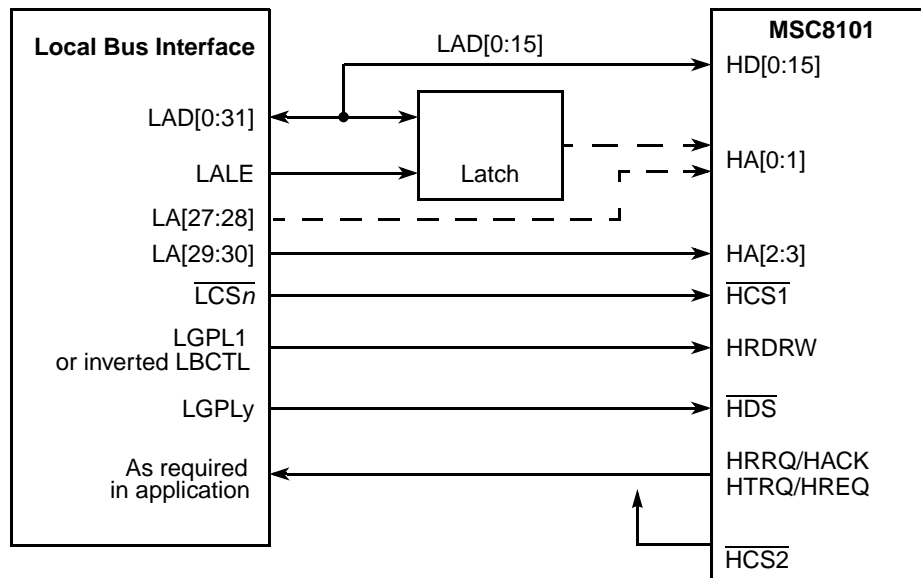 Local Bus Interface
LAD[0:31]
LALE
LA[27:28]
LA[29:30]
LCSn
LGPL1
or inverted LBCTL
LGPLy
As required
in application
LAD[0:15]
Latch
MSC8101
HD[0:15]
HA[0:1]
HA[2:3]
HCS1
HRDRW
HDS
HRRQ/HACK
HTRQ/HREQ
HCS2